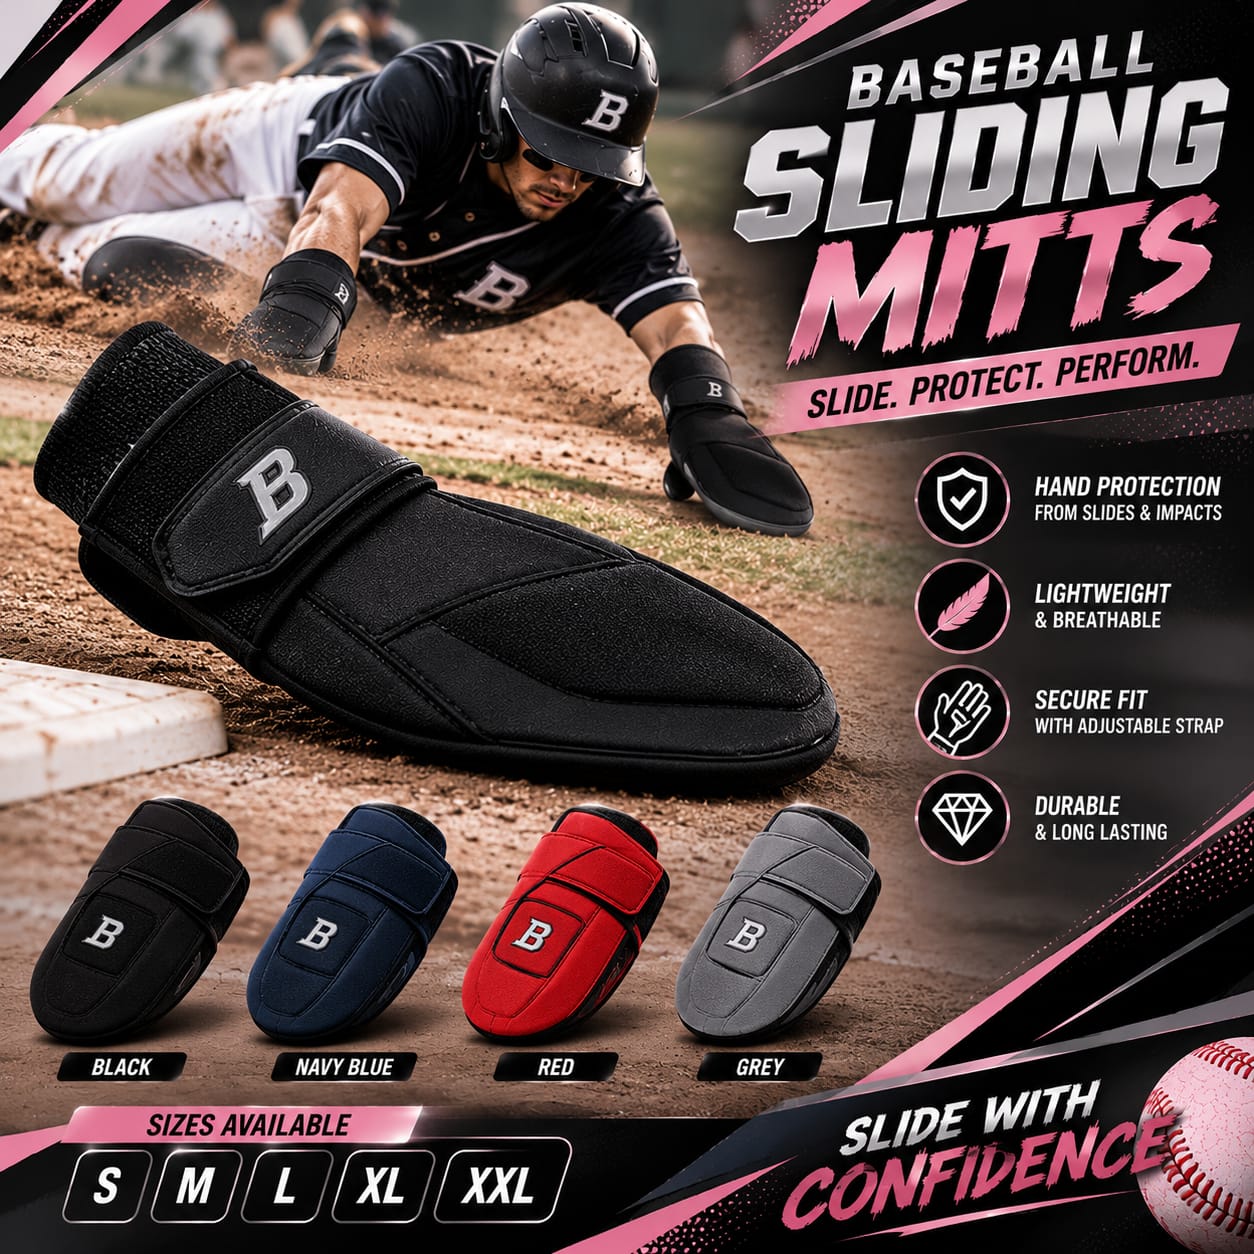 BASEBALL
SLIDING
MITTS
SLIDE. PROTECT. PERFORM.
B
B
B
B
B
HAND PROTECTION
FROM SLIDES & IMPACTS
LIGHTWEIGHT
& BREATHABLE
SECURE FIT
WITH ADJUSTABLE STRAP
DURABLE
& LONG LASTING
B
B
B
B
BLACK
NAVY BLUE
RED
GREY
SIZES AVAILABLE
S
M
L
XL
XXL
SLIDE WITH
CONFIDENCE